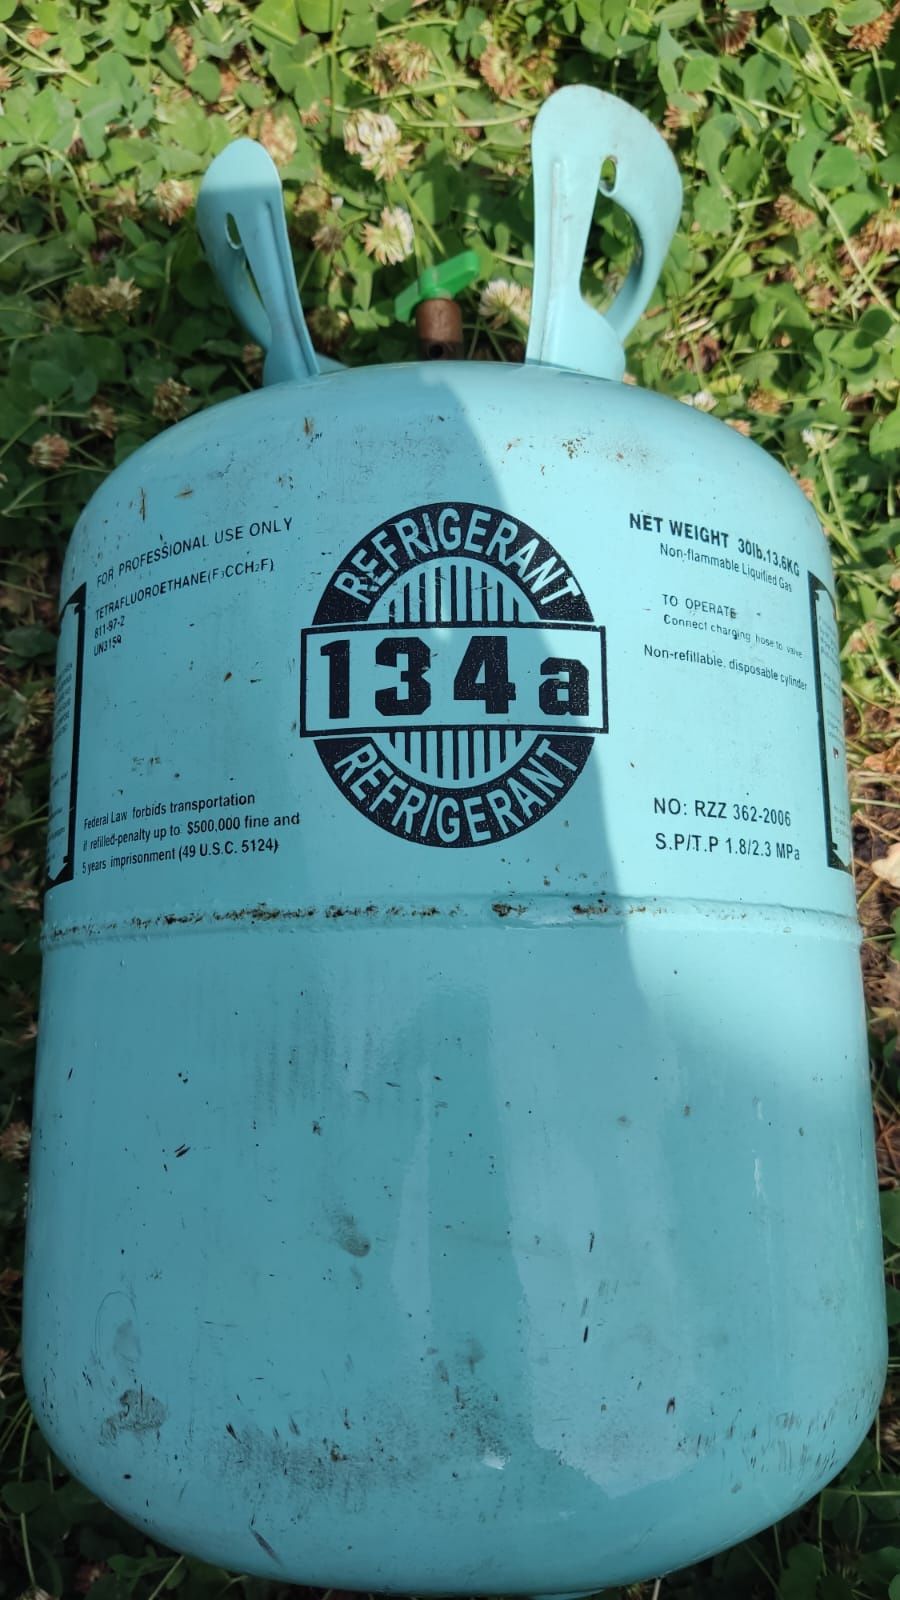 FOR PROFESSIONAL USE ONLY
TETRAFLUOROETHANE(F₃CCH₂F)
811-97-2
UN3159
REFRIGERANT
134a
REFRIGERANT
NET WEIGHT 30lb.13.6KG
Non-flammable Liquified Gas
TO OPERATE
Connect charging hose to valve
Non-refillable. disposable cylinder
Federal Law forbids transportation
if refilled-penalty up to $500,000 fine and
5 years imprisonment (49 U.S.C. 5124)
NO: RZZ 362-2006
S.P/T.P 1.8/2.3 MPa